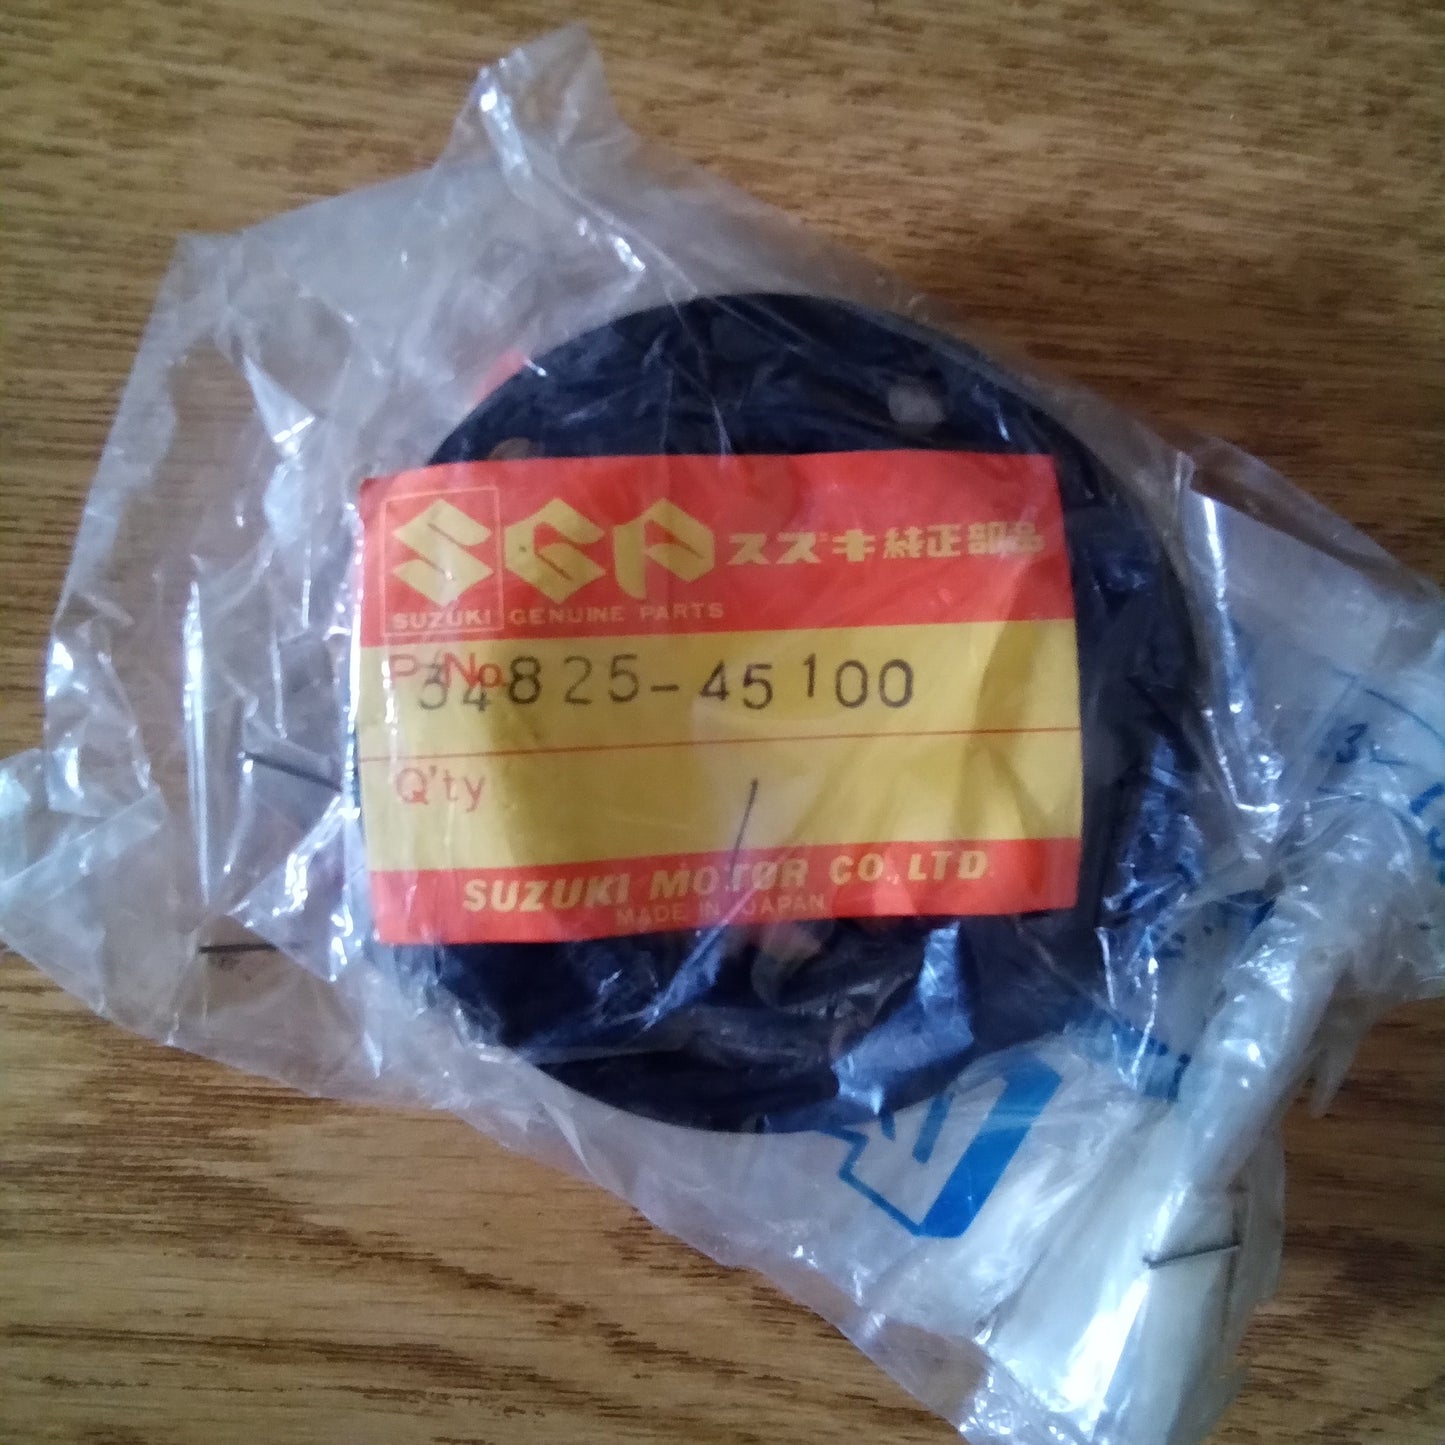 SGP スズキ純正部品
SUZUKI GENUINE PARTS
P/No. 34825-45100
Q'ty
SUZUKI MOTOR CO., LTD.
MADE IN JAPAN